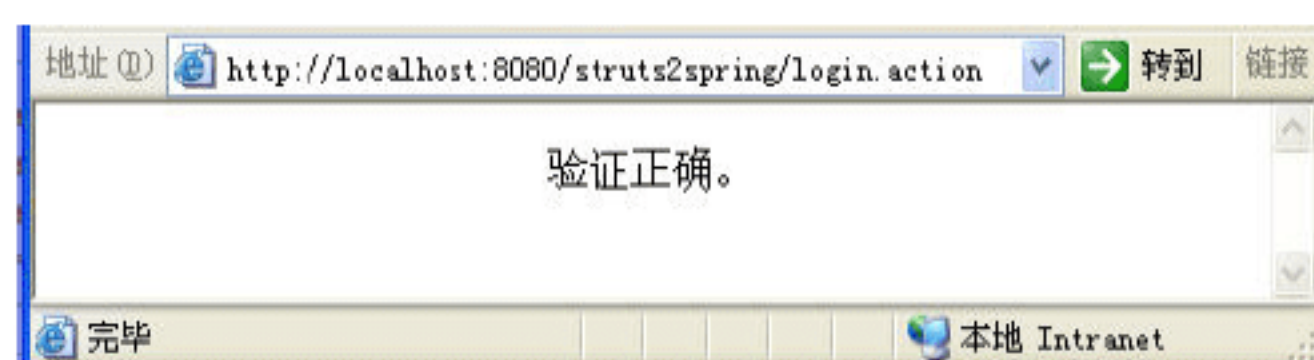 地址(D) http://localhost:8080/struts2spring/login.action 转到 链接
验证正确。
完毕 本地 Intranet